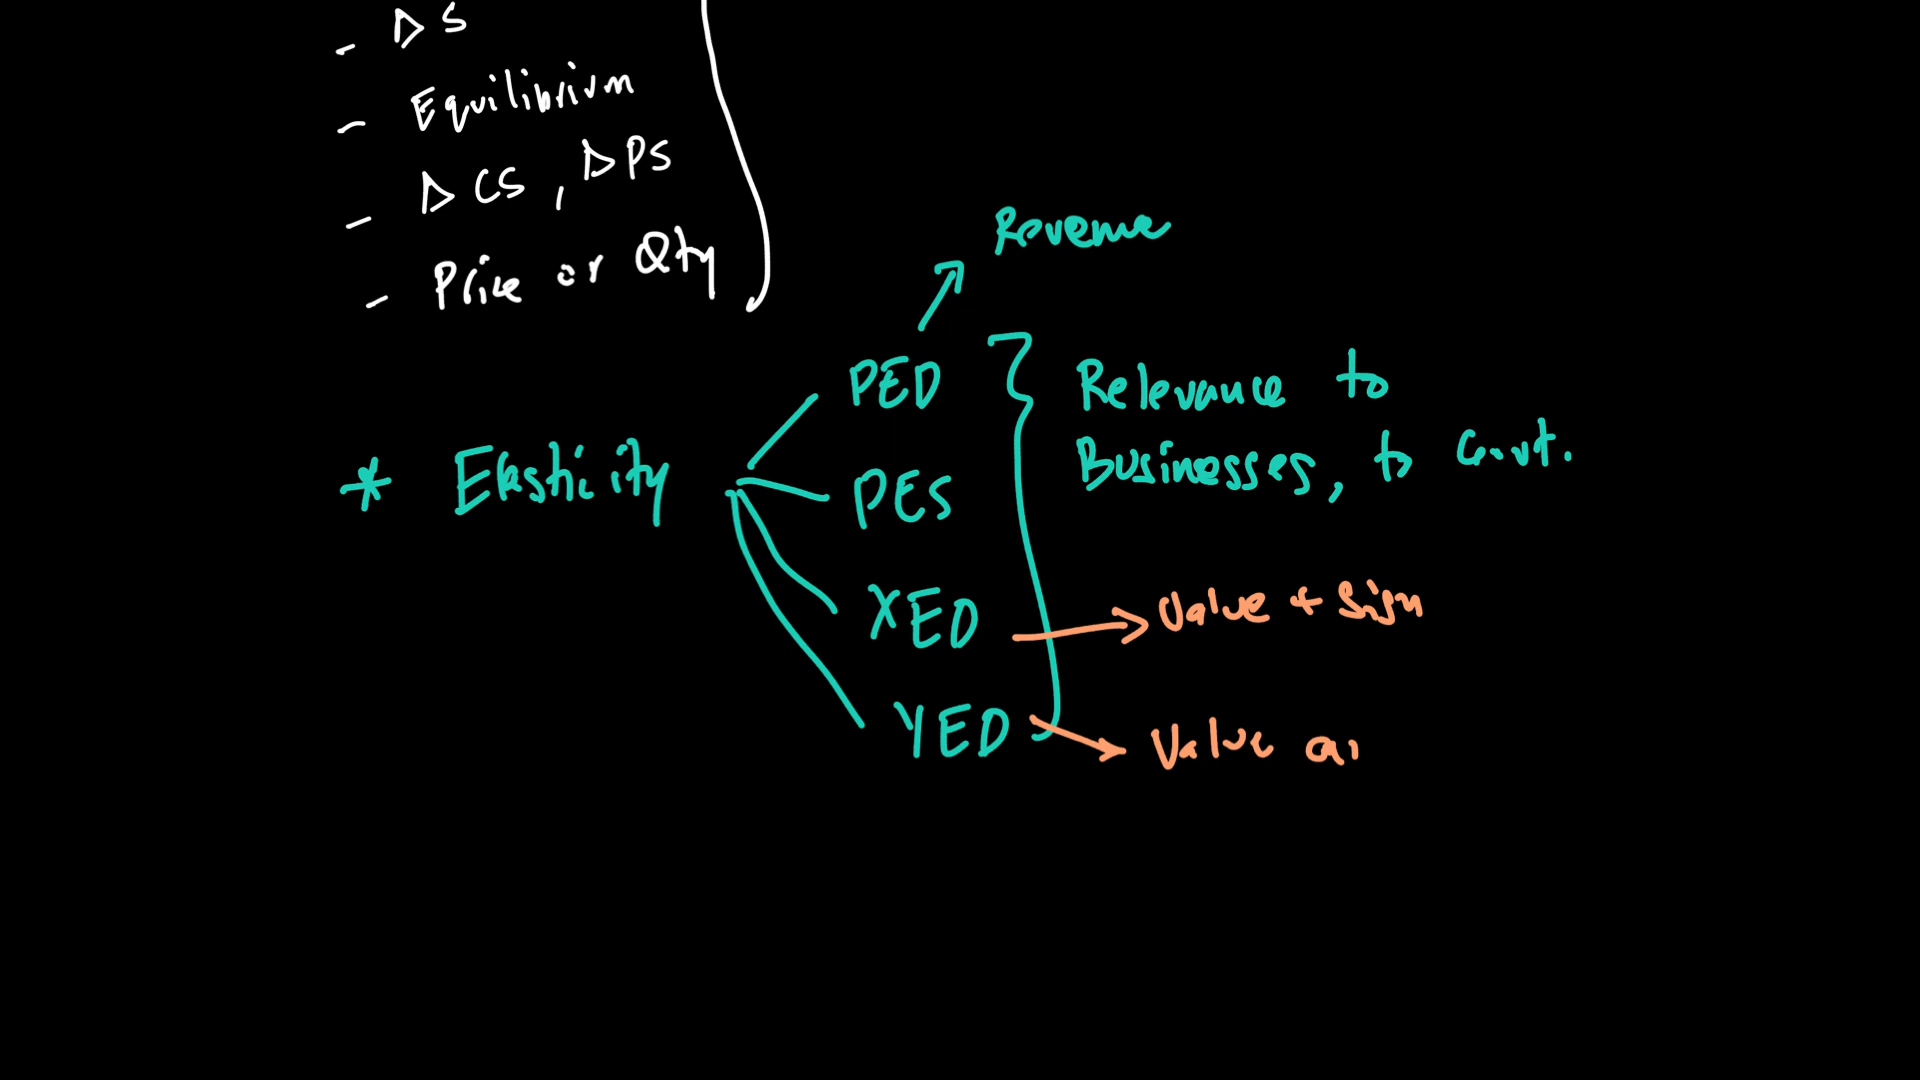 - ΔS
- Equilibrium
- ΔCS, ΔPS
- Price or Qty
Revenue
PED
Relevance to
* Elasticity
Businesses, to Govt.
PES
XED
Value + Sign
YED
Value